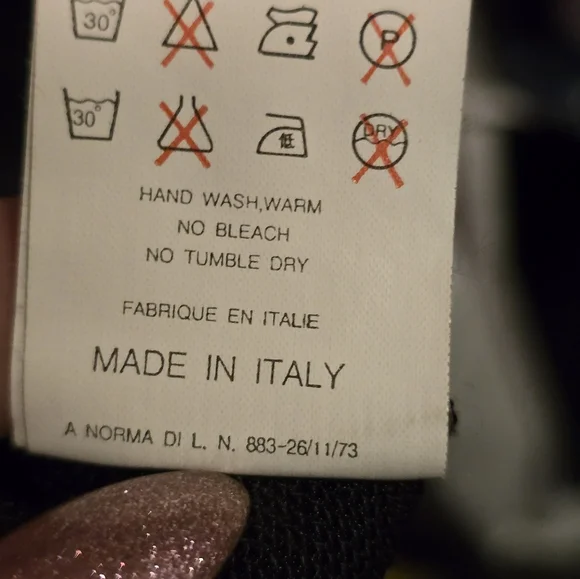 30° P
30° 低 DRY
HAND WASH,WARM
NO BLEACH
NO TUMBLE DRY
FABRIQUE EN ITALIE
MADE IN ITALY
A NORMA DI L. N. 883-26/11/73